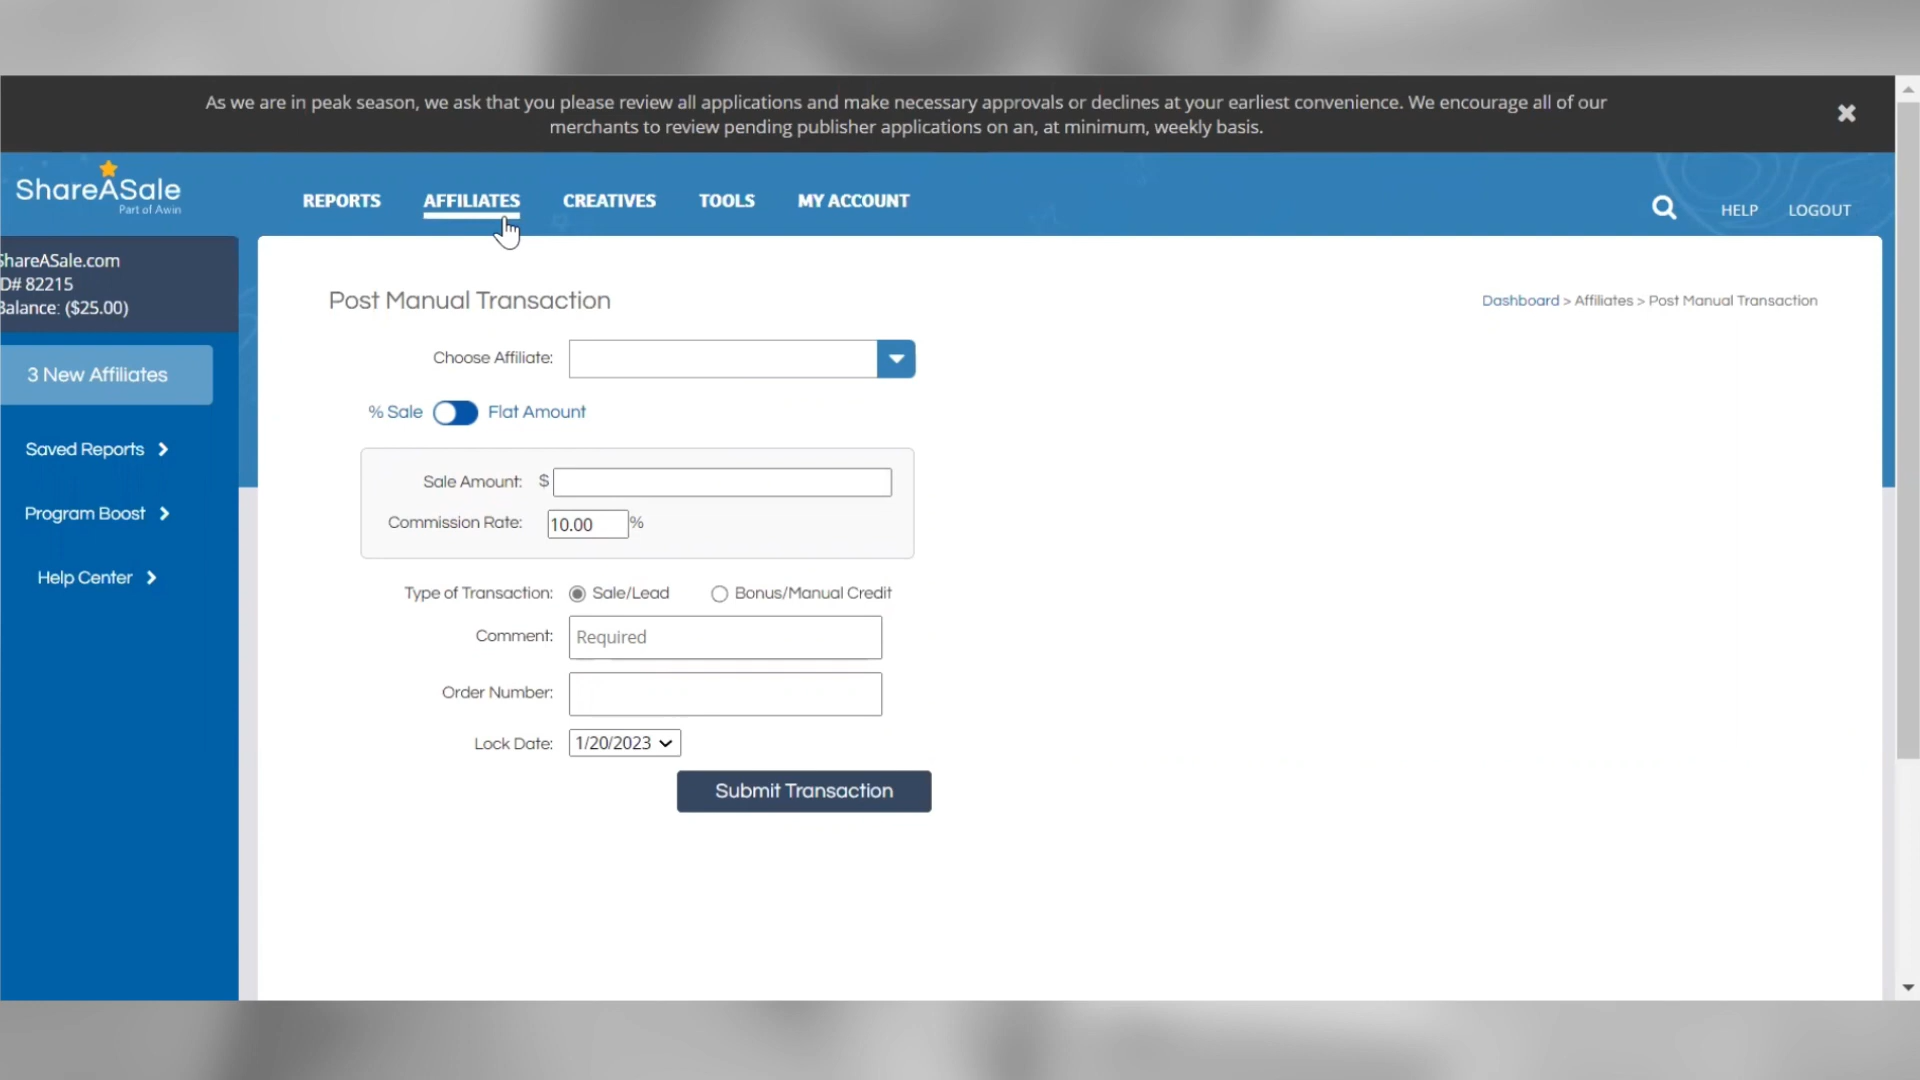 As we are in peak season, we ask that you please review all applications and make necessary approvals or declines at your earliest convenience. We encourage all of our
merchants to review pending publisher applications on an, at minimum, weekly basis.
ShareASale
Part of Awin
REPORTS AFFILIATES CREATIVES TOOLS MY ACCOUNT
HELP LOGOUT
ShareASale.com
D# 82215
Balance: ($25.00)
3 New Affiliates
Saved Reports
Program Boost
Help Center
Post Manual Transaction
Dashboard > Affiliates > Post Manual Transaction
Choose Affiliate:
% Sale Flat Amount
Sale Amount: $
Commission Rate: 10.00 %
Type of Transaction: Sale/Lead Bonus/Manual Credit
Comment: Required
Order Number:
Lock Date: 1/20/2023
Submit Transaction